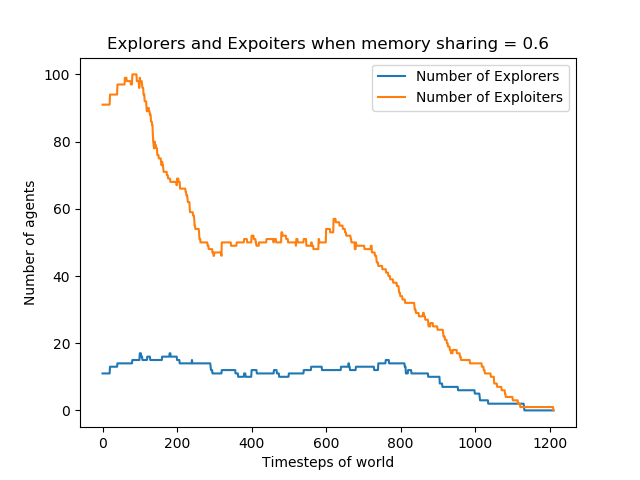 Explorers and Expoiters when memory sharing = 0.6
Number of Explorers
Number of Exploiters
Number of agents
100
80
60
40
20
0
0 200 400 600 800 1000 1200
Timesteps of world